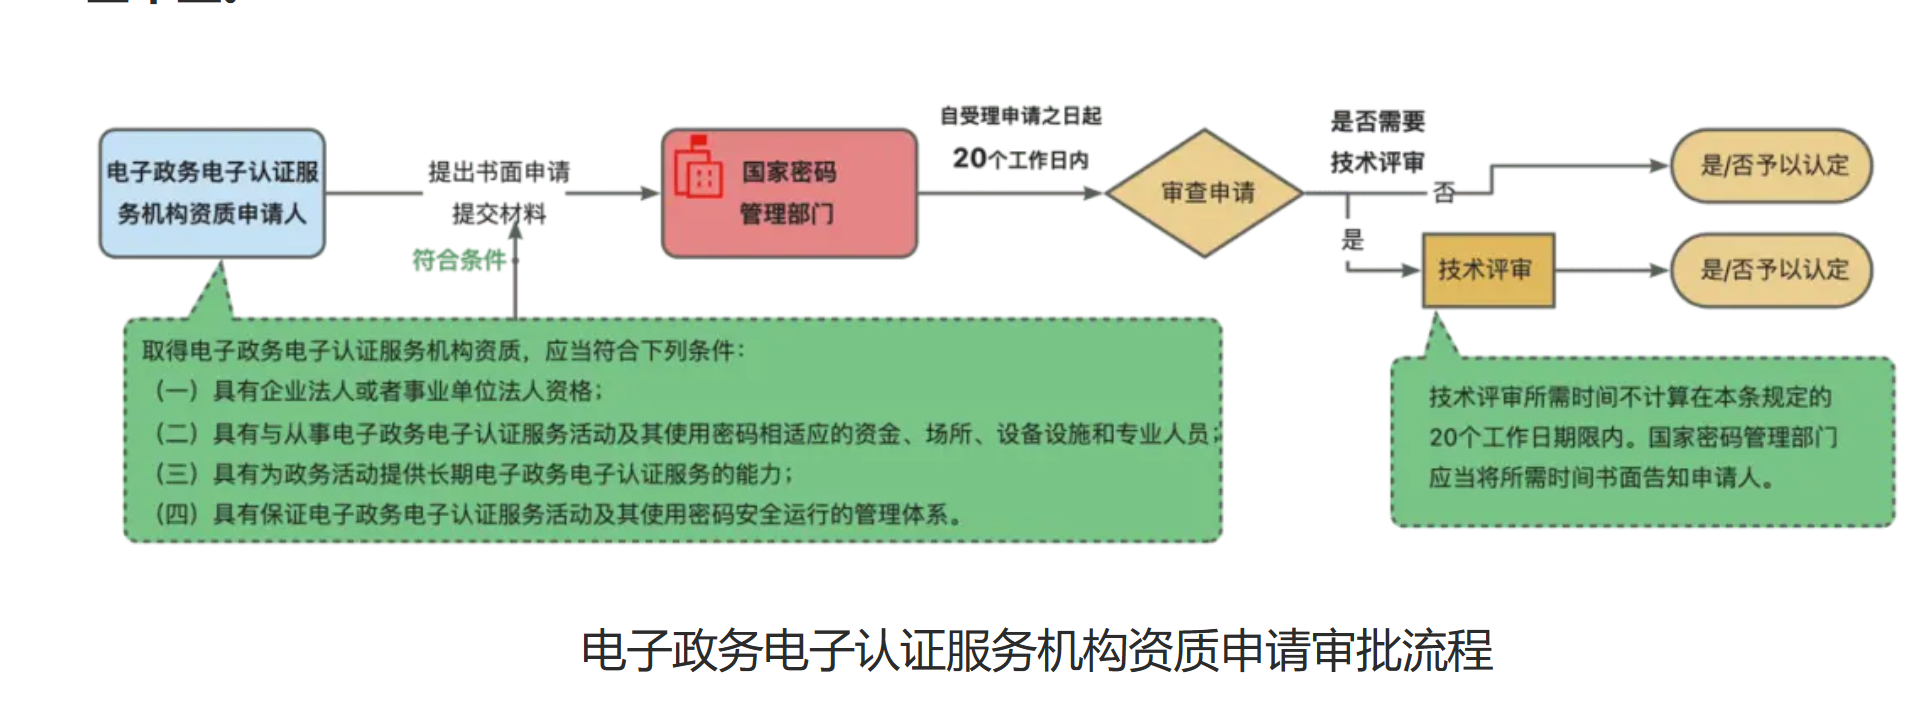 电子政务电子认证服
务机构资质申请人
提出书面申请
提交材料
符合条件
国家密码
管理部门
自受理申请之日起
20个工作日内
审查申请
是否需要
技术评审
否
是/否予以认定
是
技术评审
是/否予以认定
取得电子政务电子认证服务机构资质，应当符合下列条件：
（一）具有企业法人或者事业单位法人资格；
（二）具有与从事电子政务电子认证服务活动及其使用密码相适应的资金、场所、设备设施和专业人员；
（三）具有为政务活动提供长期电子政务电子认证服务的能力；
（四）具有保证电子政务电子认证服务活动及其使用密码安全运行的管理体系。
技术评审所需时间不计算在本条规定的
20个工作日期限内。国家密码管理部门
应当将所需时间书面告知申请人。
电子政务电子认证服务机构资质申请审批流程